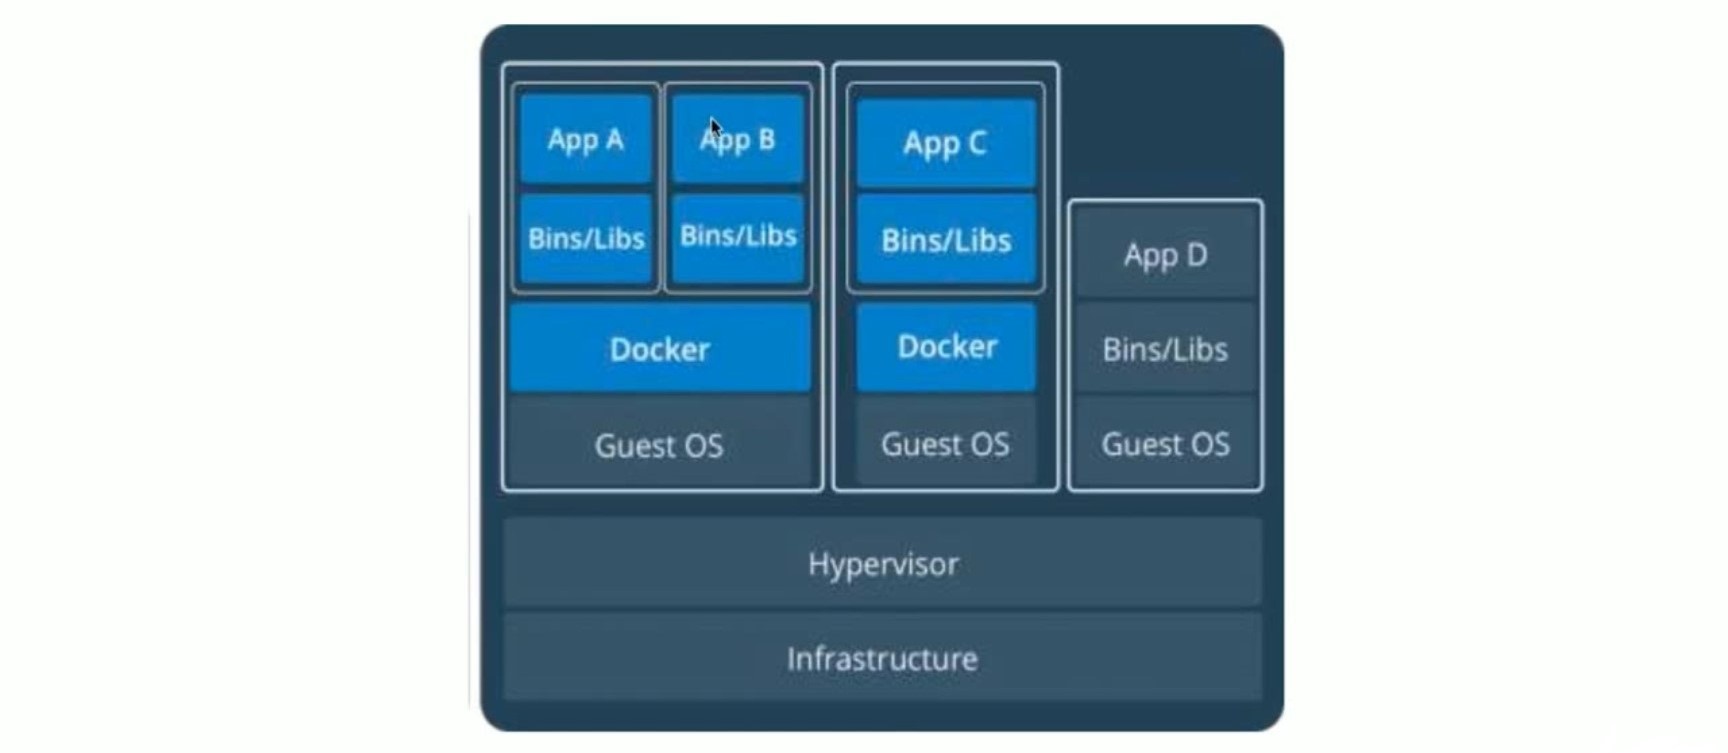 App A
App B
App C
Bins/Libs
Bins/Libs
Bins/Libs
App D
Docker
Docker
Bins/Libs
Guest OS
Guest OS
Guest OS
Hypervisor
Infrastructure